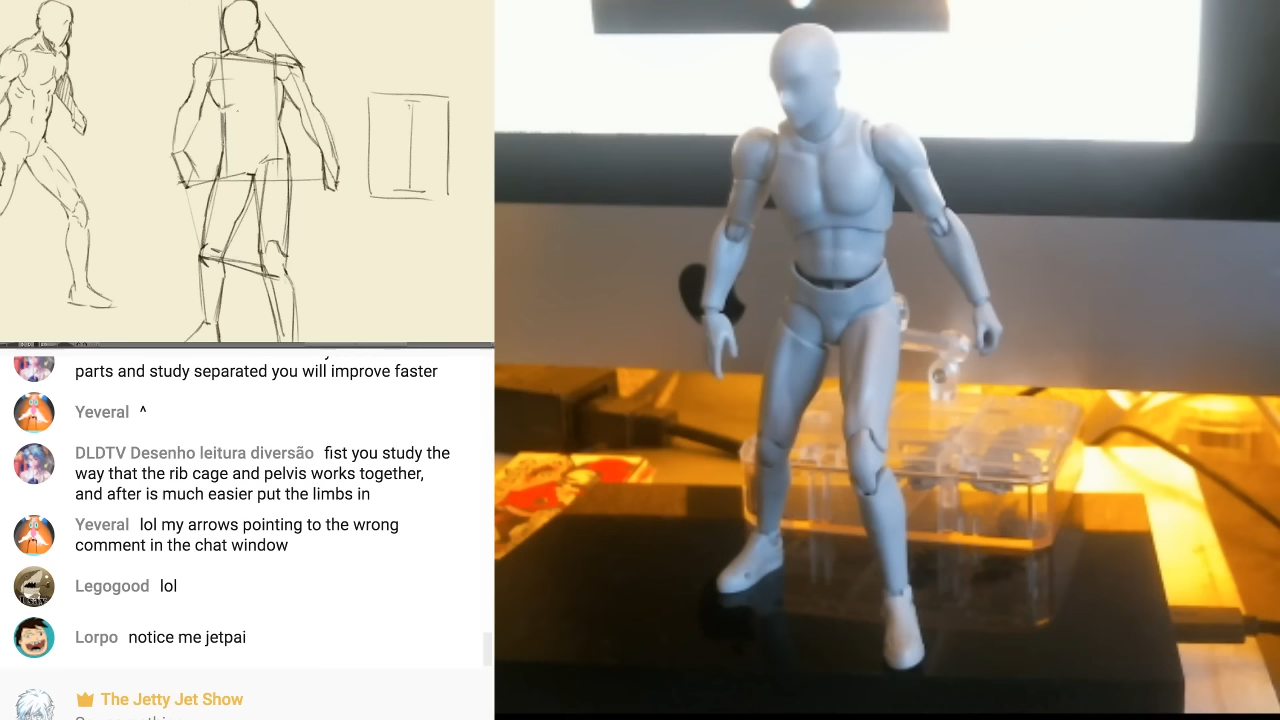 parts and study separated you will improve faster
Yeveral ^
DLDTV Desenho leitura diversão fist you study the
way that the rib cage and pelvis works together,
and after is much easier put the limbs in
Yeveral lol my arrows pointing to the wrong
comment in the chat window
Legogood lol
Lorpo notice me jetpai
The Jetty Jet Show